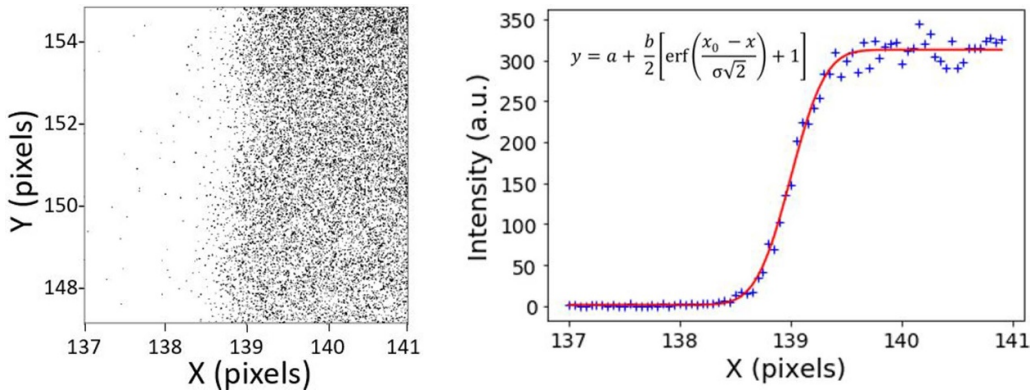 154
152
150
148
Y (pixels)
137 138 139 140 141
X (pixels)
y = a + b/2 [erf((x₀ − x)/(σ√2)) + 1]
350
300
250
200
150
100
50
0
Intensity (a.u.)
137 138 139 140 141
X (pixels)